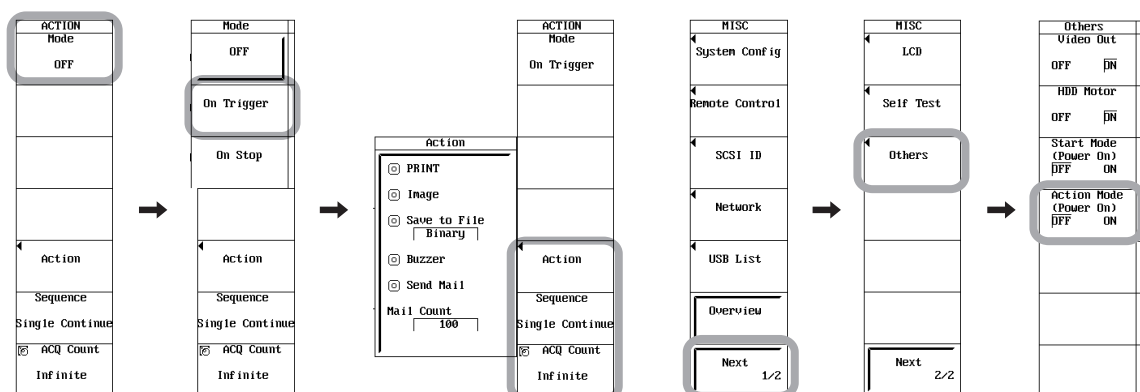 ACTION
Mode
OFF
Action
Sequence
Single Continue
ACQ Count
Infinite
Mode
OFF
On Trigger
On Stop
Action
Sequence
Single Continue
ACQ Count
Infinite
Action
PRINT
Image
Save to File
Binary
Buzzer
Send Mail
Mail Count
100
ACTION
Mode
On Trigger
Action
Sequence
Single Continue
ACQ Count
Infinite
MISC
System Config
Remote Control
SCSI ID
Network
USB List
Overview
Next
1/2
MISC
LCD
Self Test
Others
Next
2/2
Others
Video Out
OFF ON
HDD Motor
OFF ON
Start Mode
(Power On)
OFF ON
Action Mode
(Power On)
OFF ON